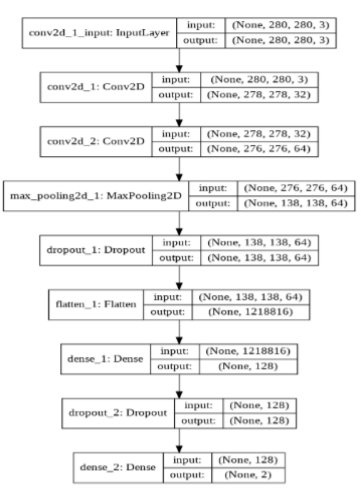 conv2d_1_input: InputLayer input: (None, 280, 280, 3)
output: (None, 280, 280, 3)
conv2d_1: Conv2D input: (None, 280, 280, 3)
output: (None, 278, 278, 32)
conv2d_2: Conv2D input: (None, 278, 278, 32)
output: (None, 276, 276, 64)
max_pooling2d_1: MaxPooling2D input: (None, 276, 276, 64)
output: (None, 138, 138, 64)
dropout_1: Dropout input: (None, 138, 138, 64)
output: (None, 138, 138, 64)
flatten_1: Flatten input: (None, 138, 138, 64)
output: (None, 1218816)
dense_1: Dense input: (None, 1218816)
output: (None, 128)
dropout_2: Dropout input: (None, 128)
output: (None, 128)
dense_2: Dense input: (None, 128)
output: (None, 2)